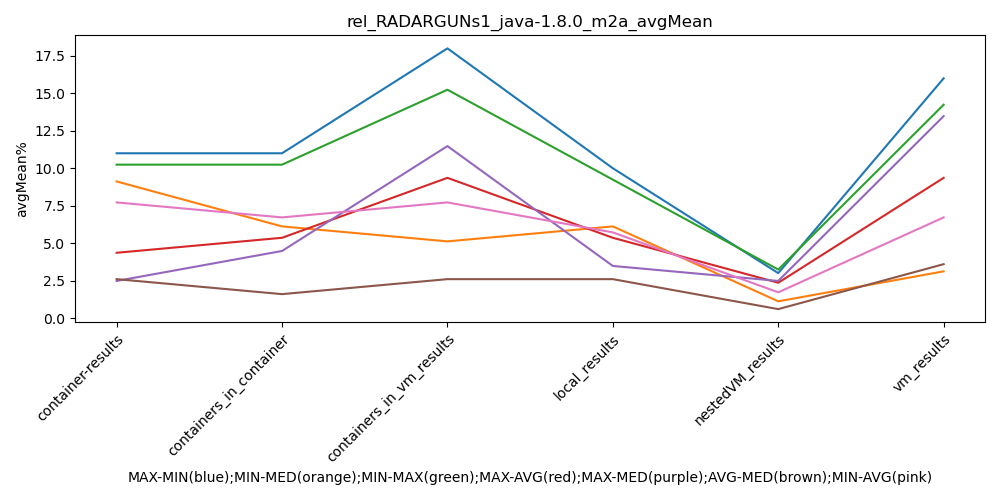 rel_RADARGUNs1_java-1.8.0_m2a_avgMean
avgMean%
17.5
15.0
12.5
10.0
7.5
5.0
2.5
0.0
container-results
containers_in_container
containers_in_vm_results
local_results
nestedVM_results
vm_results
MAX-MIN(blue);MIN-MED(orange);MIN-MAX(green);MAX-AVG(red);MAX-MED(purple);AVG-MED(brown);MIN-AVG(pink)